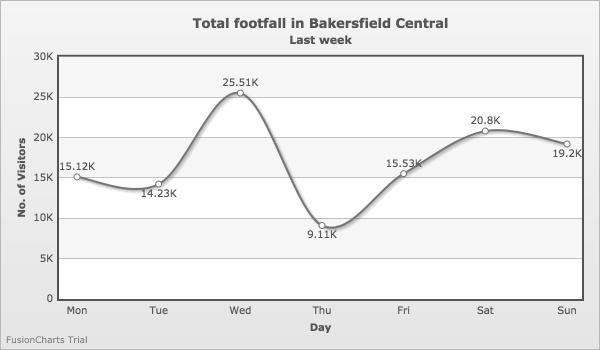 Total footfall in Bakersfield Central
Last week
No. of Visitors
30K
25K
20K
15K
10K
5K
0
15.12K
14.23K
25.51K
9.11K
15.53K
20.8K
19.2K
Mon Tue Wed Thu Fri Sat Sun
Day
FusionCharts Trial